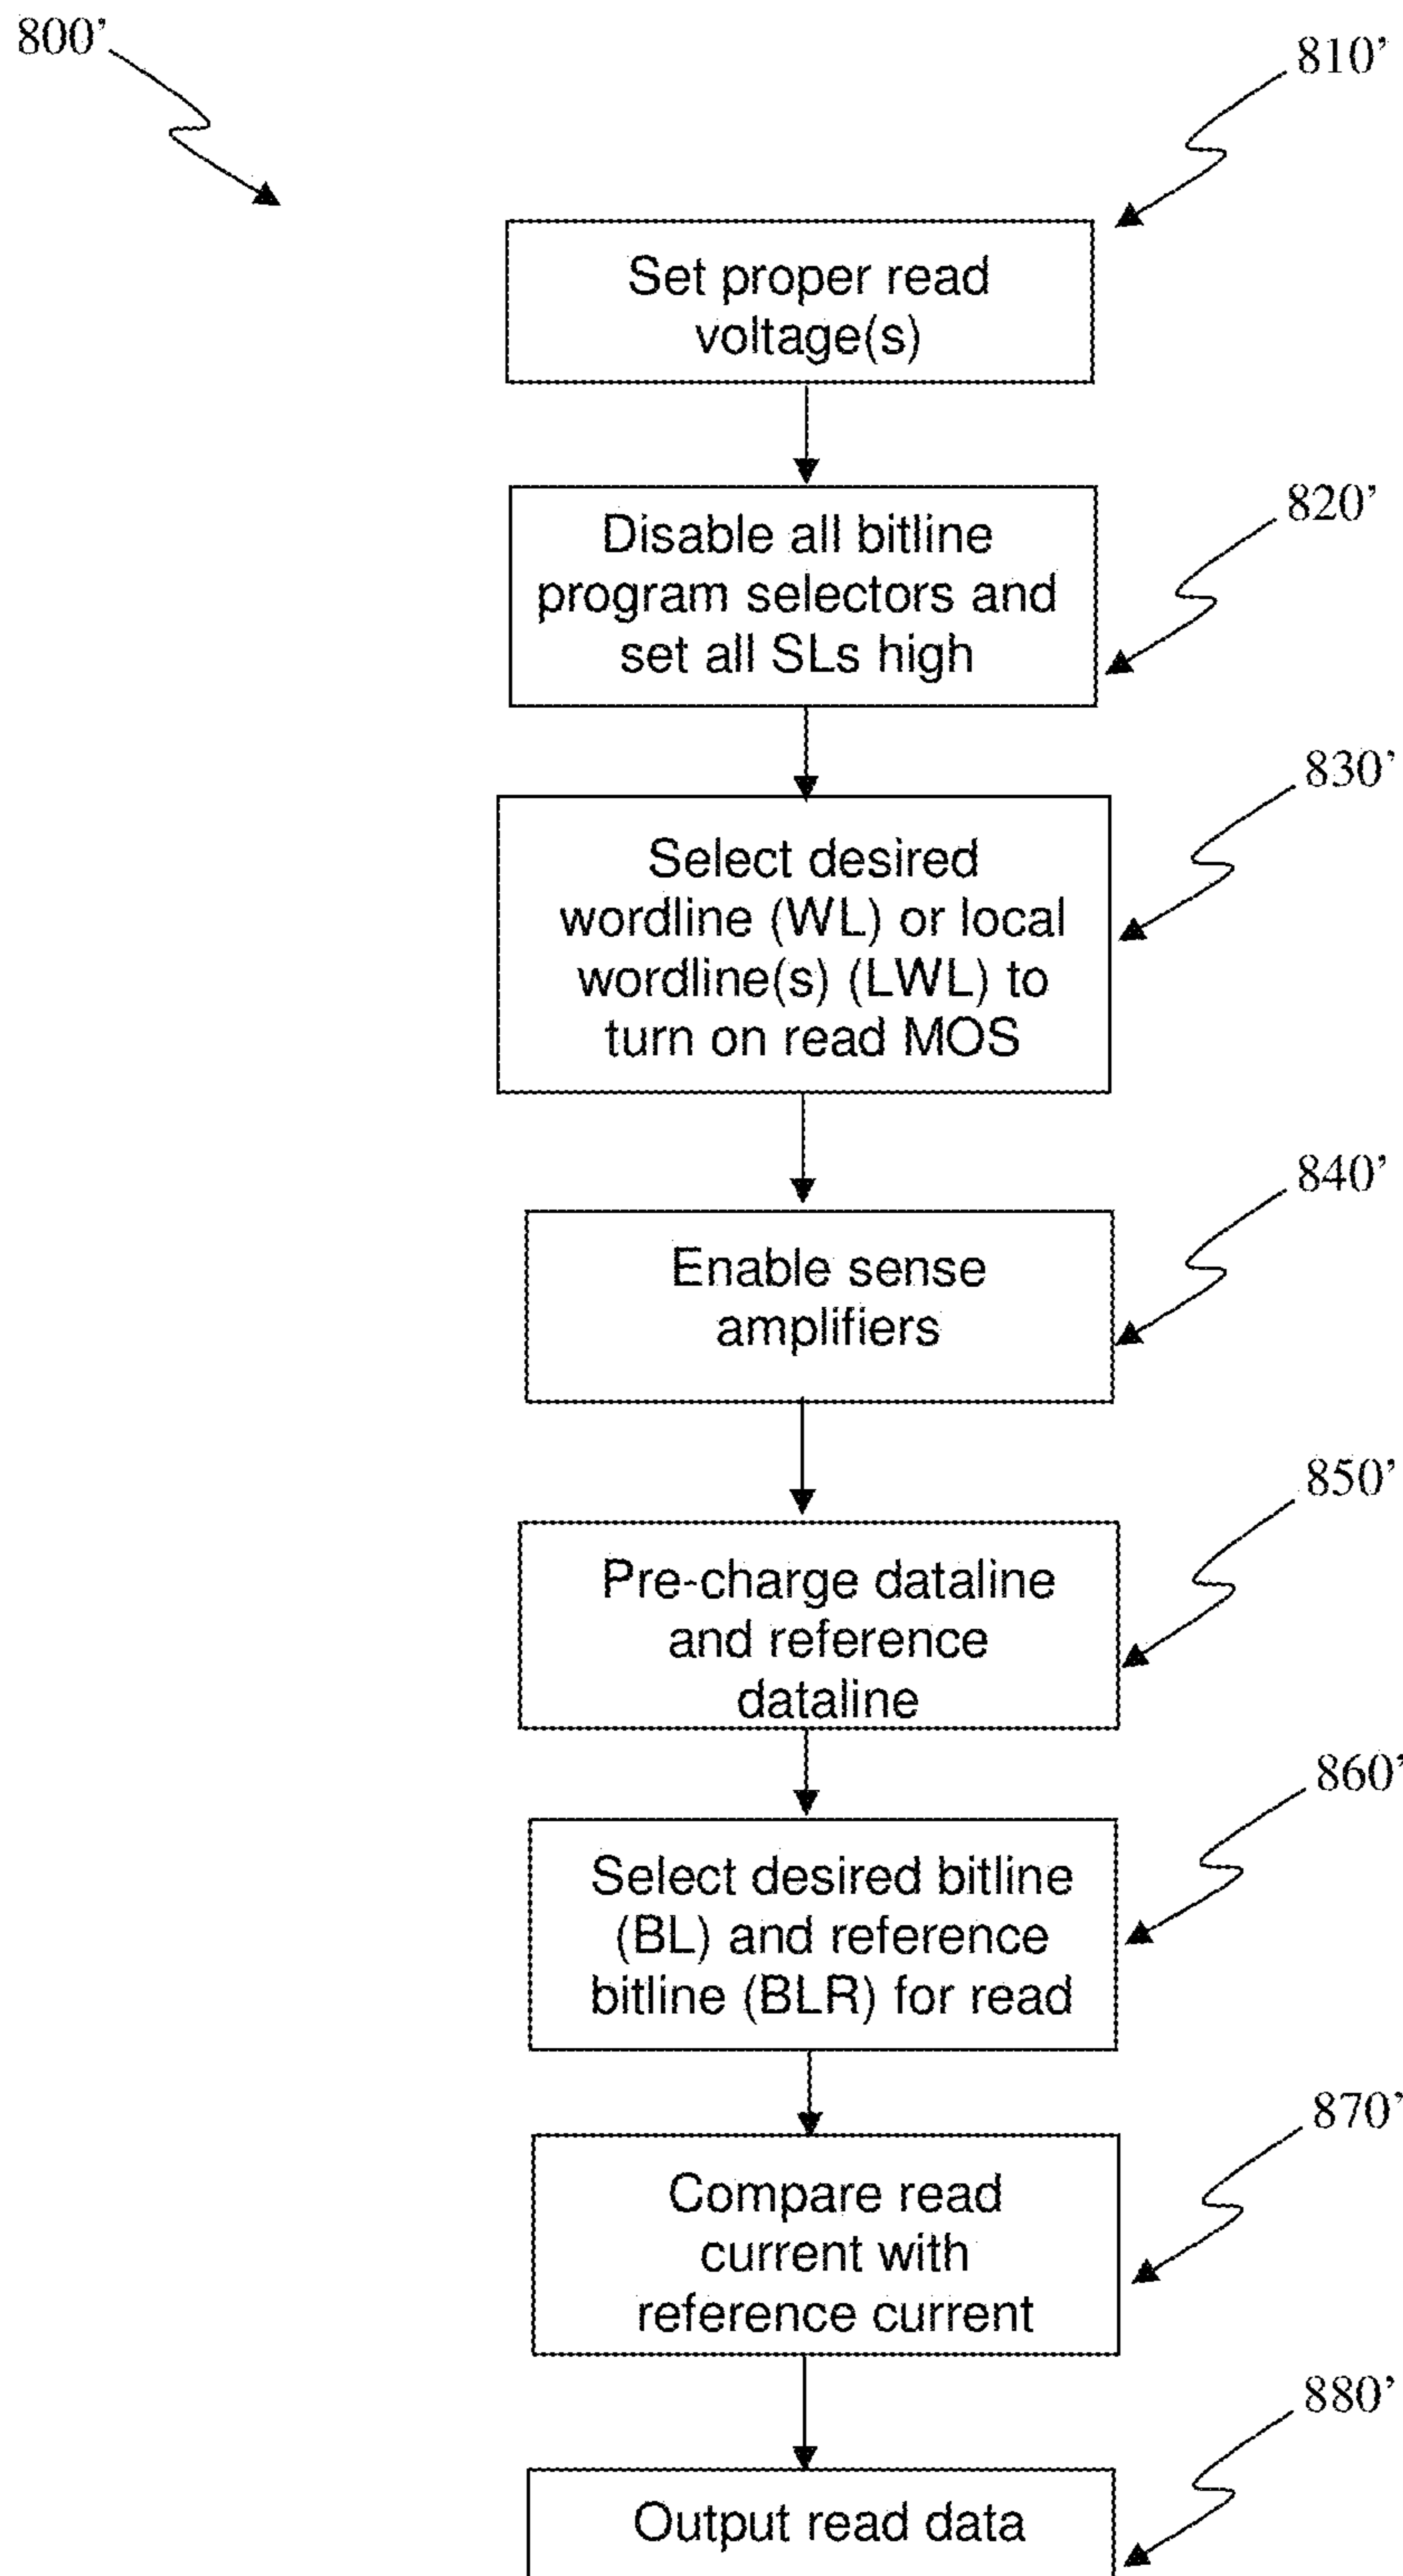 800’
810’
Set proper read
voltage(s)
820’
Disable all bitline
program selectors and
set all SLs high
830’
Select desired
wordline (WL) or local
wordline(s) (LWL) to
turn on read MOS
840’
Enable sense
amplifiers
850’
Pre-charge dataline
and reference
dataline
860’
Select desired bitline
(BL) and reference
bitline (BLR) for read
870’
Compare read
current with
reference current
880’
Output read data